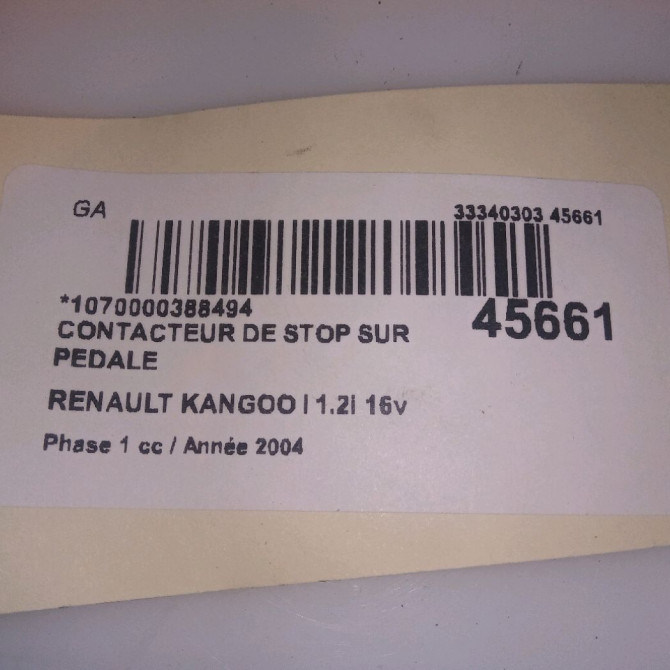 GA
33340303 45661
*1070000388494
45661
CONTACTEUR DE STOP SUR
PEDALE
RENAULT KANGOO I 1.2i 16v
Phase 1 cc / Année 2004